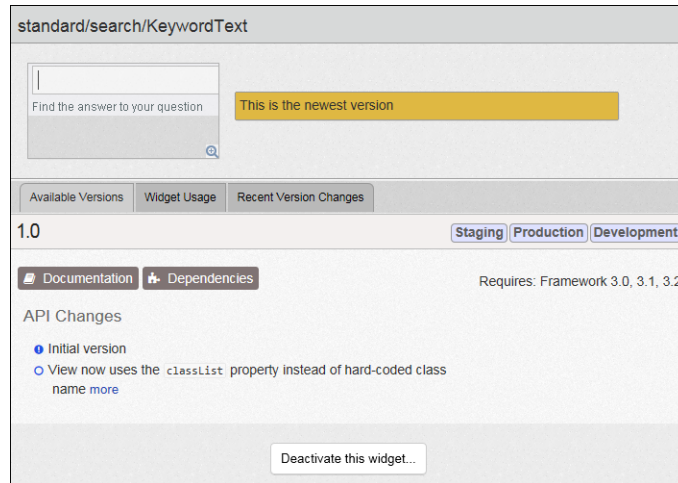 standard/search/KeywordText
Find the answer to your question
This is the newest version
Available Versions
Widget Usage
Recent Version Changes
1.0
Staging
Production
Development
Documentation
Dependencies
Requires: Framework 3.0, 3.1, 3.2
API Changes
Initial version
View now uses the classList property instead of hard-coded class
name more
Deactivate this widget...